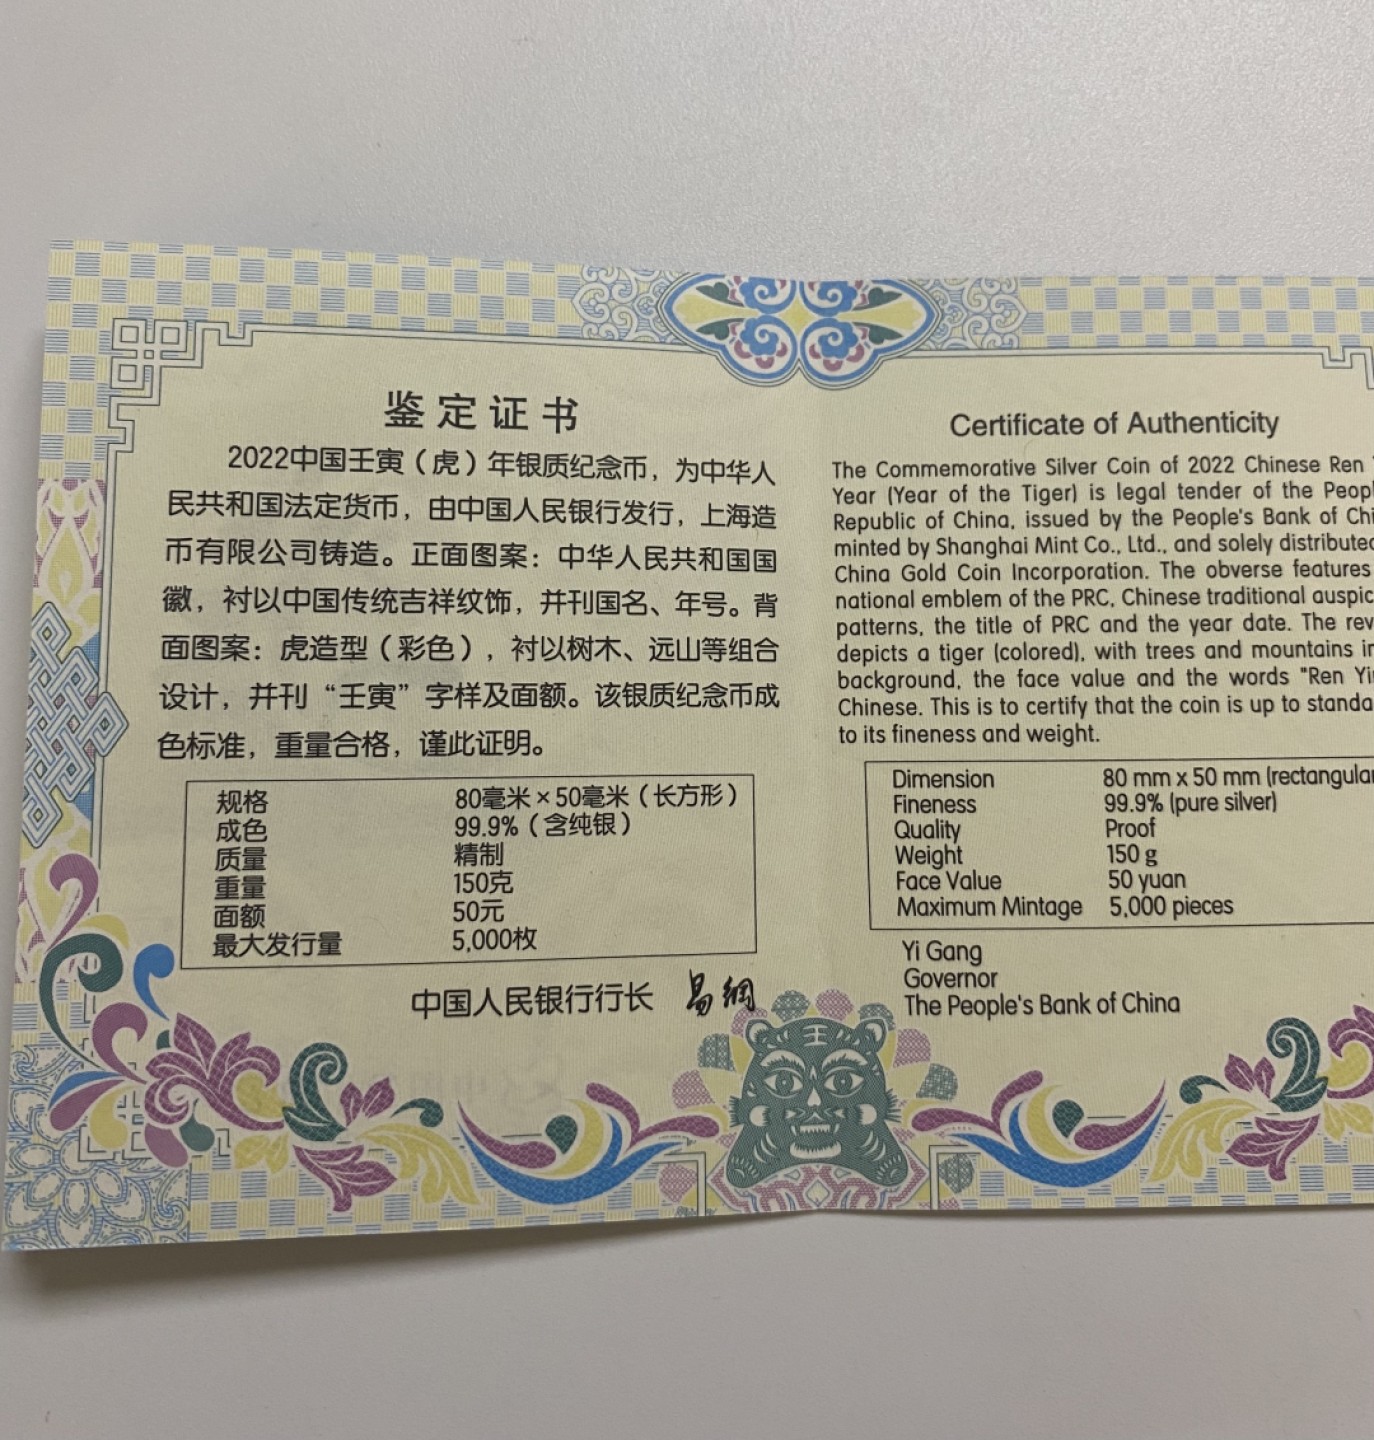 鉴定证书
2022中国壬寅（虎）年银质纪念币，为中华人
民共和国法定货币，由中国人民银行发行，上海造
币有限公司铸造。正面图案：中华人民共和国国
徽，衬以中国传统吉祥纹饰，并刊国名、年号。背
面图案：虎造型（彩色），衬以树木、远山等组合
设计，并刊“壬寅”字样及面额。该银质纪念币成
色标准，重量合格，谨此证明。
规格 80毫米×50毫米（长方形）
成色 99.9%（含纯银）
质量 精制
重量 150克
面额 50元
最大发行量 5,000枚
中国人民银行行长 易纲
Certificate of Authenticity
The Commemorative Silver Coin of 2022 Chinese Ren
Year (Year of the Tiger) is legal tender of the Peopl
Republic of China, issued by the People's Bank of Chi
minted by Shanghai Mint Co., Ltd., and solely distributed
China Gold Coin Incorporation. The obverse features
national emblem of the PRC, Chinese traditional auspic
patterns, the title of PRC and the year date. The rev
depicts a tiger (colored), with trees and mountains in
background, the face value and the words "Ren Yi
Chinese. This is to certify that the coin is up to standa
to its fineness and weight.
Dimension 80 mm x 50 mm (rectangular
Fineness 99.9% (pure silver)
Quality Proof
Weight 150 g
Face Value 50 yuan
Maximum Mintage 5,000 pieces
Yi Gang
Governor
The People's Bank of China
王